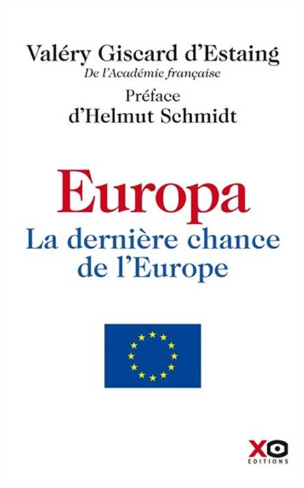 Valéry Giscard d'Estaing
De l'Académie française
Préface
d'Helmut Schmidt
Europa
La dernière chance
de l'Europe
XO
EDITIONS